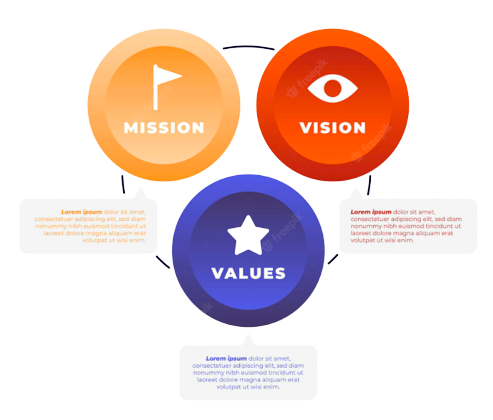 MISSION
VISION
Lorem ipsum dolor sit amet,
consectetuer adipiscing elit, sed diam
nonummy nibh euismod tincidunt ut
laoreet dolore magna aliquam erat
volutpat ut wisi enim.
Lorem ipsum dolor sit amet,
consectetuer adipiscing elit, sed diam
nonummy nibh euismod tincidunt ut
laoreet dolore magna aliquam erat
volutpat ut wisi enim.
VALUES
Lorem ipsum dolor sit amet,
consectetuer adipiscing elit, sed diam
nonummy nibh euismod tincidunt ut
laoreet dolore magna aliquam erat
volutpat ut wisi enim.
freepik
freepik